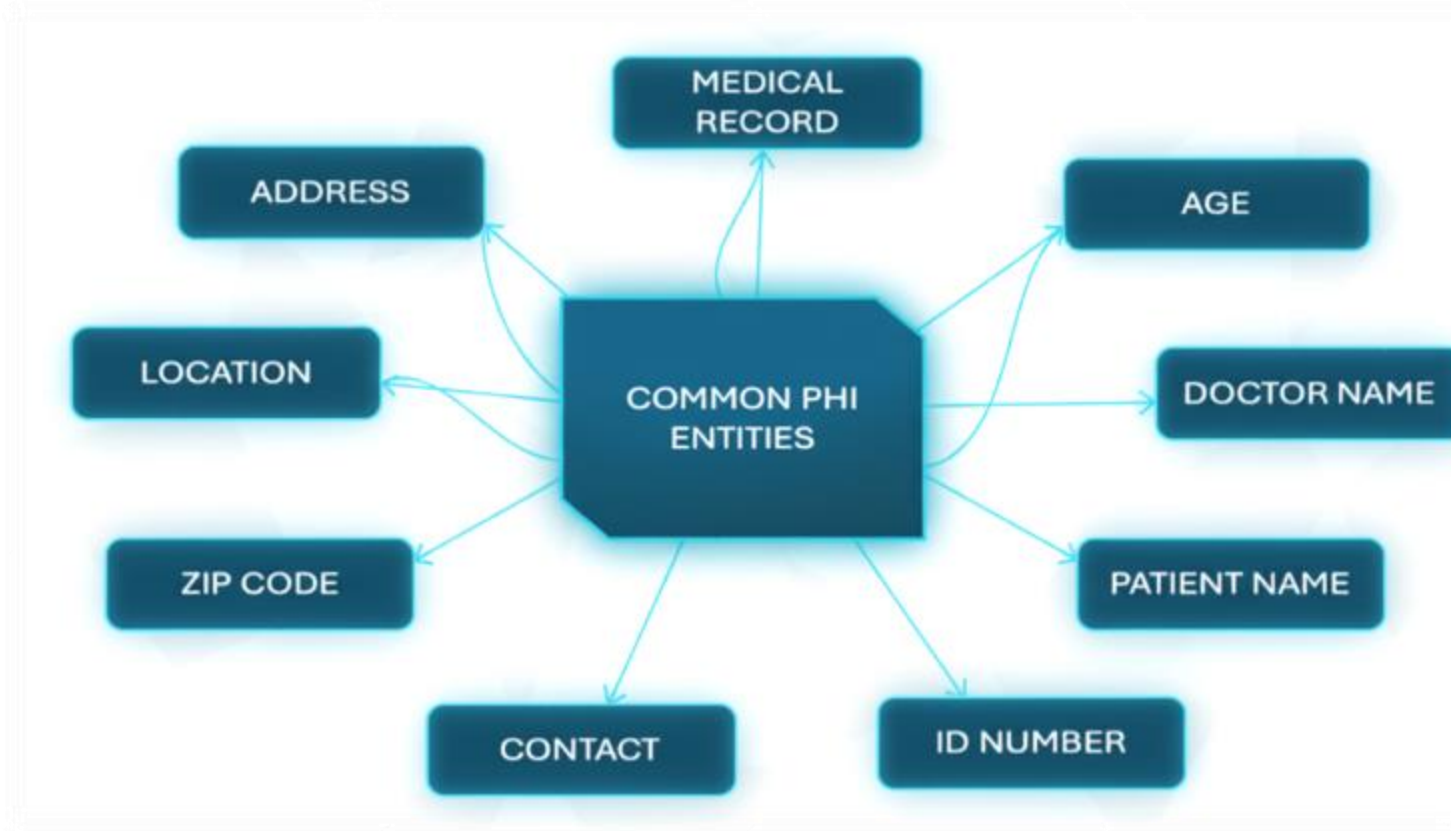 MEDICAL
RECORD
ADDRESS
AGE
LOCATION
COMMON PHI
ENTITIES
DOCTOR NAME
ZIP CODE
PATIENT NAME
CONTACT
ID NUMBER